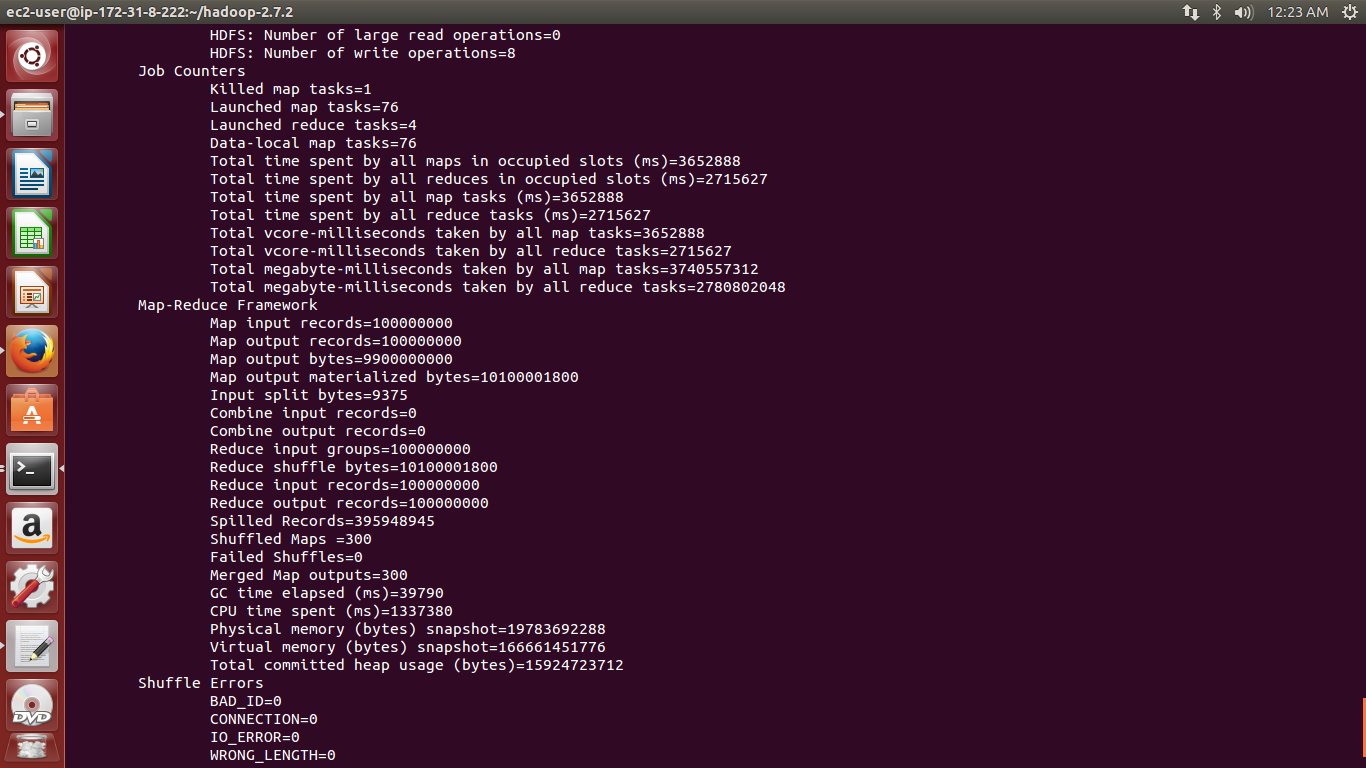 ec2-user@ip-172-31-8-222:~/hadoop-2.7.2 12:23 AM
HDFS: Number of large read operations=0
HDFS: Number of write operations=8
Job Counters
Killed map tasks=1
Launched map tasks=76
Launched reduce tasks=4
Data-local map tasks=76
Total time spent by all maps in occupied slots (ms)=3652888
Total time spent by all reduces in occupied slots (ms)=2715627
Total time spent by all map tasks (ms)=3652888
Total time spent by all reduce tasks (ms)=2715627
Total vcore-milliseconds taken by all map tasks=3652888
Total vcore-milliseconds taken by all reduce tasks=2715627
Total megabyte-milliseconds taken by all map tasks=3740557312
Total megabyte-milliseconds taken by all reduce tasks=2780802048
Map-Reduce Framework
Map input records=100000000
Map output records=100000000
Map output bytes=9900000000
Map output materialized bytes=10100001800
Input split bytes=9375
Combine input records=0
Combine output records=0
Reduce input groups=100000000
Reduce shuffle bytes=10100001800
Reduce input records=100000000
Reduce output records=100000000
Spilled Records=395948945
Shuffled Maps =300
Failed Shuffles=0
Merged Map outputs=300
GC time elapsed (ms)=39790
CPU time spent (ms)=1337380
Physical memory (bytes) snapshot=19783692288
Virtual memory (bytes) snapshot=166661451776
Total committed heap usage (bytes)=15924723712
Shuffle Errors
BAD_ID=0
CONNECTION=0
IO_ERROR=0
WRONG_LENGTH=0
DVD